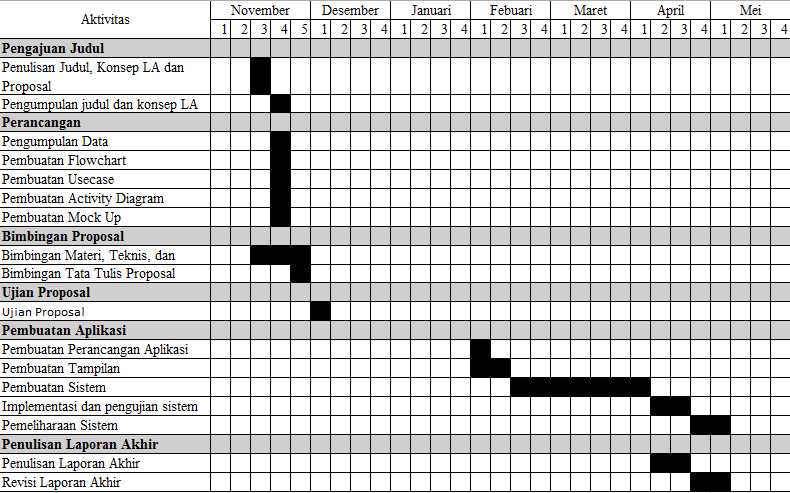 Aktivitas
November Desember Januari Febuari Maret April Mei
1 2 3 4 5 1 2 3 4 1 2 3 4 1 2 3 4 1 2 3 4 1 2 3 4 1 2 3 4
Pengajuan Judul
Penulisan Judul, Konsep LA dan
Proposal
Pengumpulan judul dan konsep LA
Perancangan
Pengumpulan Data
Pembuatan Flowchart
Pembuatan Usecase
Pembuatan Activity Diagram
Pembuatan Mock Up
Bimbingan Proposal
Bimbingan Materi, Teknis, dan
Bimbingan Tata Tulis Proposal
Ujian Proposal
Ujian Proposal
Pembuatan Aplikasi
Pembuatan Perancangan Aplikasi
Pembuatan Tampilan
Pembuatan Sistem
Implementasi dan pengujian sistem
Pemeliharaan Sistem
Penulisan Laporan Akhir
Penulisan Laporan Akhir
Revisi Laporan Akhir